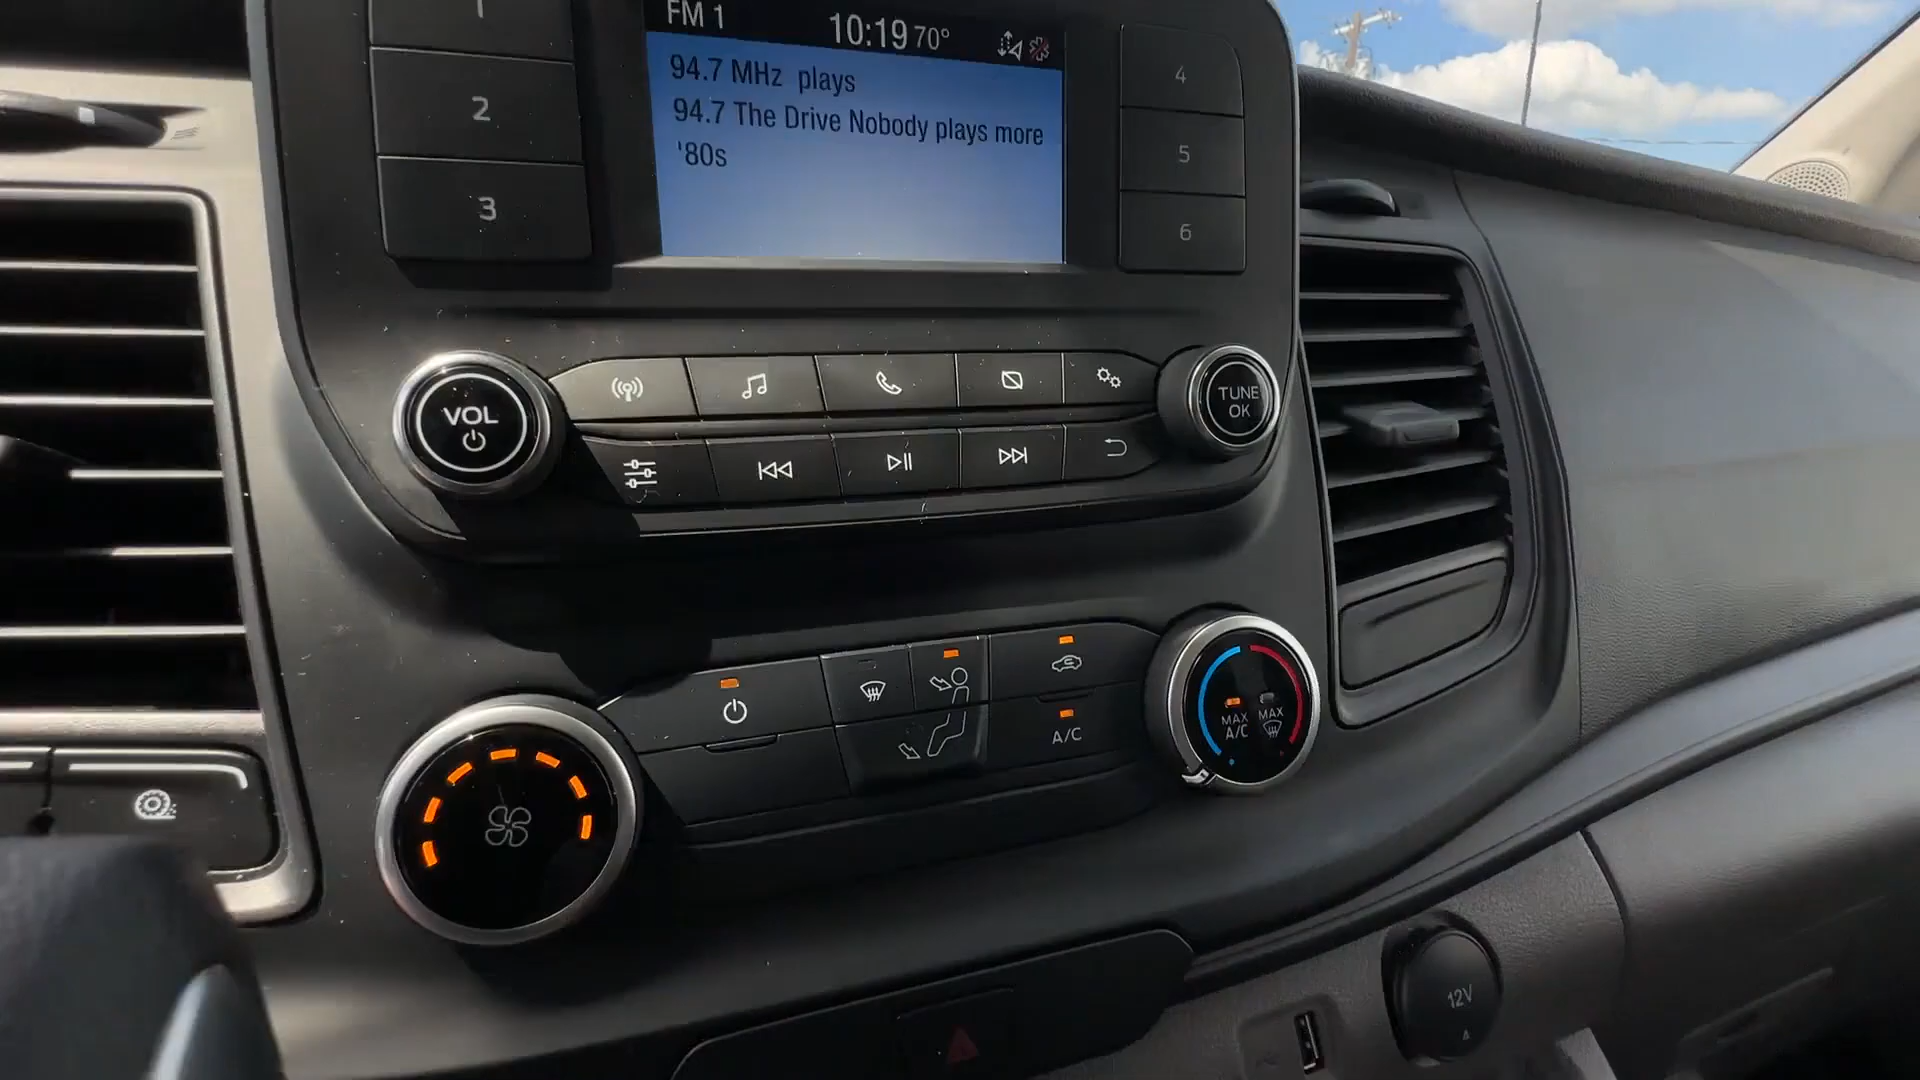 FM 1 10:19 70°
94.7 MHz plays
94.7 The Drive Nobody plays more
'80s
1
2
3
4
5
6
VOL
TUNE
OK
A/C
MAX
A/C
MAX
12V